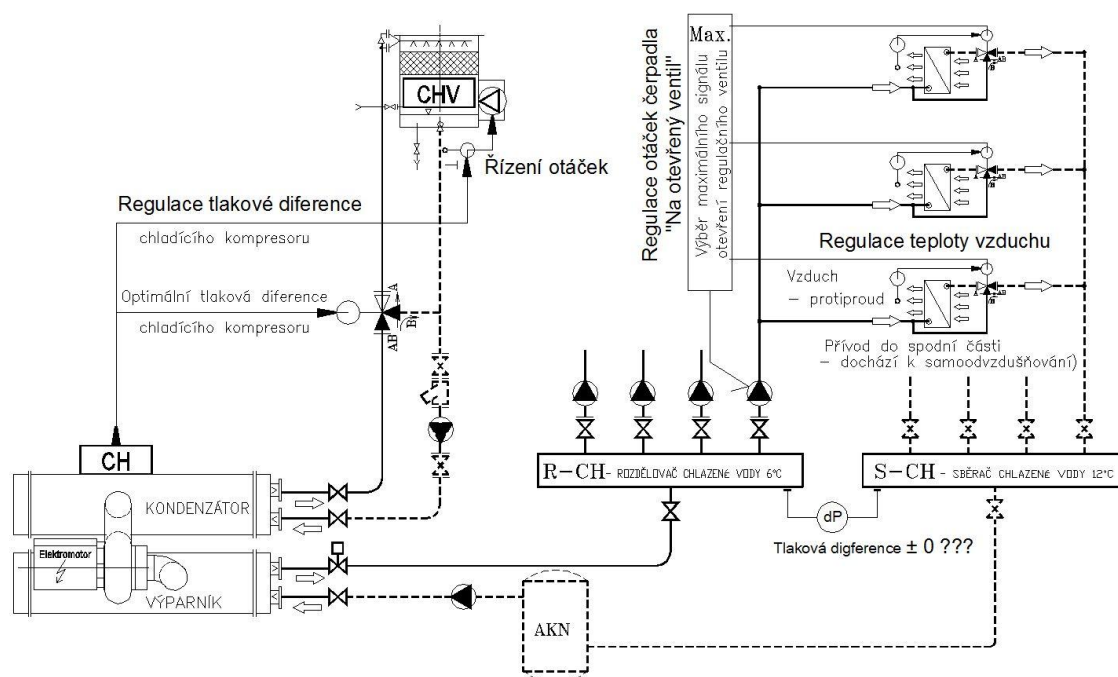 CHV
Řízení otáček
Regulace tlakové diference
chladícího kompresoru
Optimální tlaková diference
chladícího kompresoru
A
B
AB
CH
KONDENZÁTOR
Elektromotor
VÝPARNÍK
Regulace otáček čerpadla
"Na otevřený ventil"
Max.
Výběr maximálního signálu
otevření regulačního ventilu
A
B
AB
A
B
AB
Regulace teploty vzduchu
A
B
AB
Vzduch
– protiproud
Přívod do spodní části
– dochází k samoodvzdušňování)
R-CH- ROZDĚLOVAČ CHLAZENÉ VODY 6°C
S-CH - SBĚRAČ CHLAZENÉ VODY 12°C
dP
Tlaková digference ± 0 ???
AKN